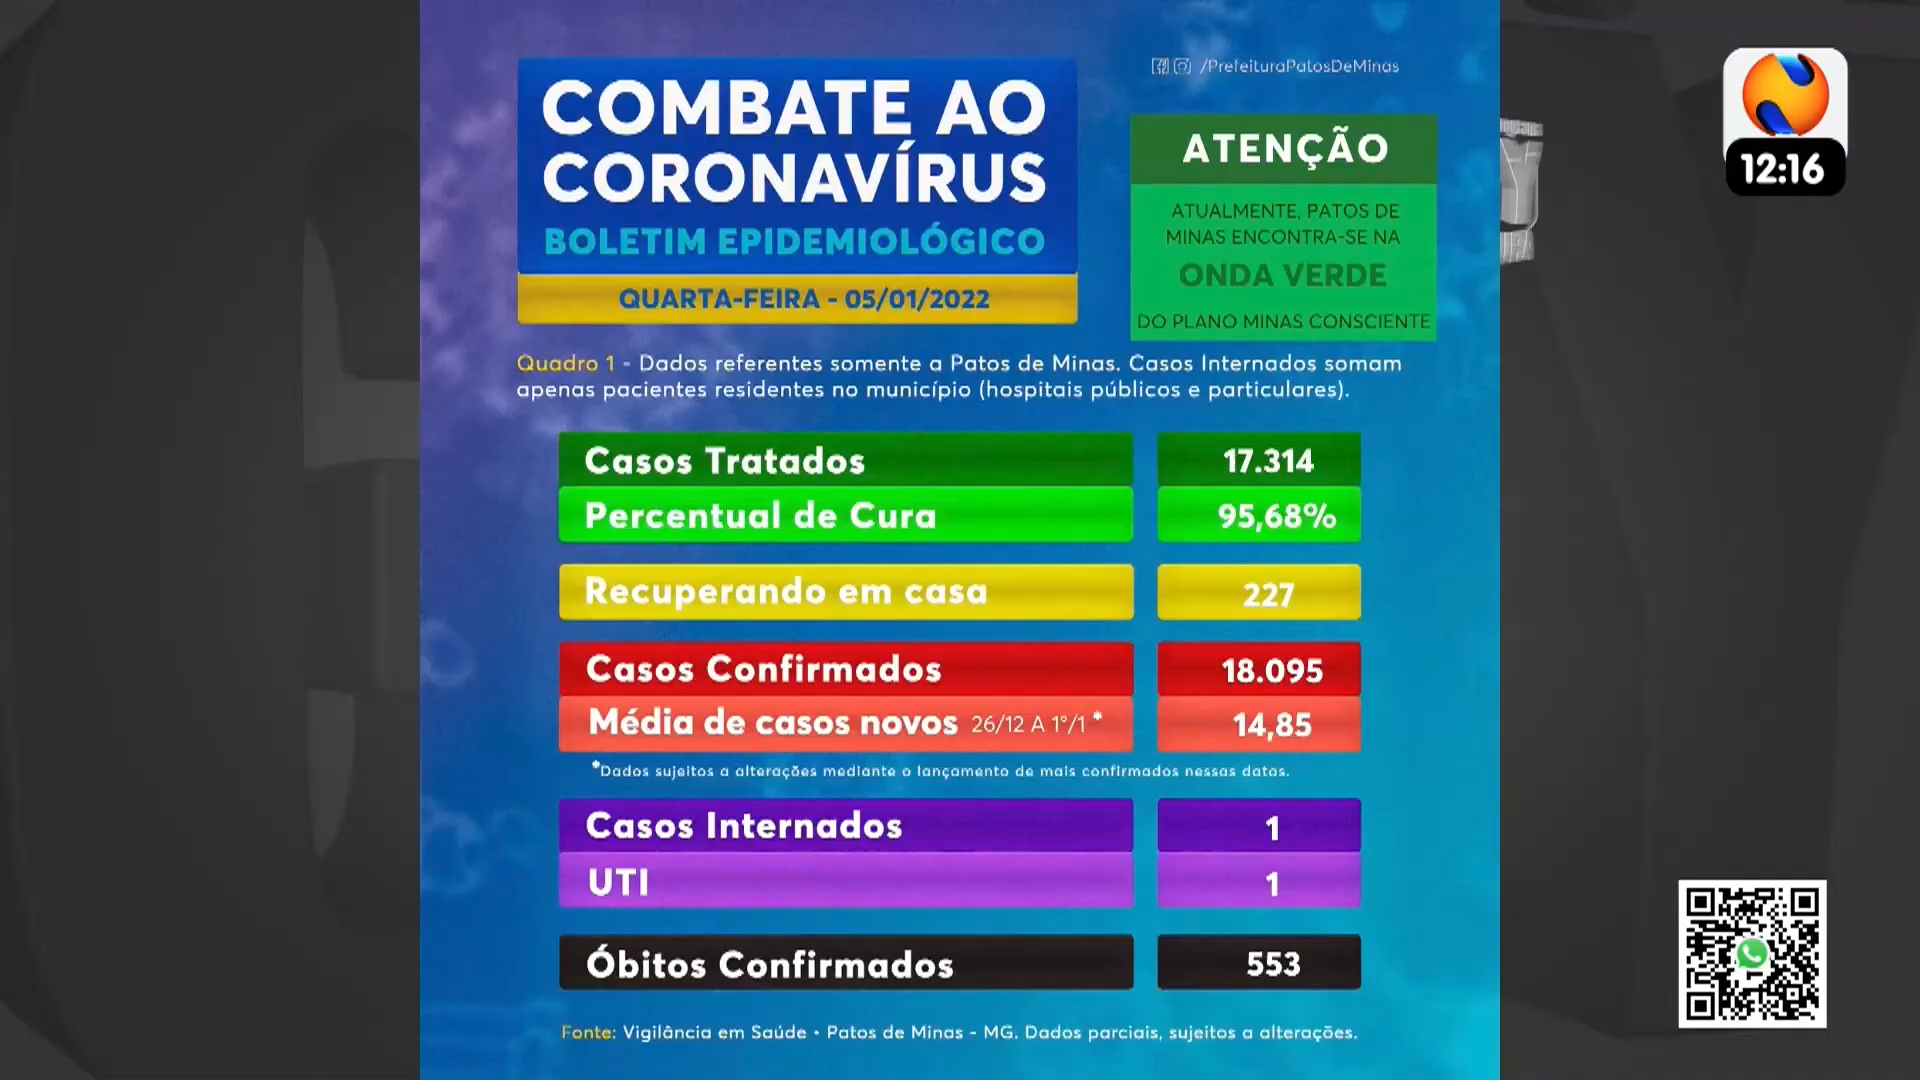 /PrefeituraPatosDeMinas
12:16
COMBATE AO
CORONAVÍRUS
BOLETIM EPIDEMIOLÓGICO
QUARTA-FEIRA - 05/01/2022
ATENÇÃO
ATUALMENTE, PATOS DE
MINAS ENCONTRA-SE NA
ONDA VERDE
DO PLANO MINAS CONSCIENTE
Quadro 1 - Dados referentes somente a Patos de Minas. Casos Internados somam
apenas pacientes residentes no município (hospitais públicos e particulares).
Casos Tratados 17.314
Percentual de Cura 95,68%
Recuperando em casa 227
Casos Confirmados 18.095
Média de casos novos 26/12 A 1°/1 * 14,85
*Dados sujeitos a alterações mediante o lançamento de mais confirmados nessas datas.
Casos Internados 1
UTI 1
Óbitos Confirmados 553
Fonte: Vigilância em Saúde • Patos de Minas - MG. Dados parciais, sujeitos a alterações.